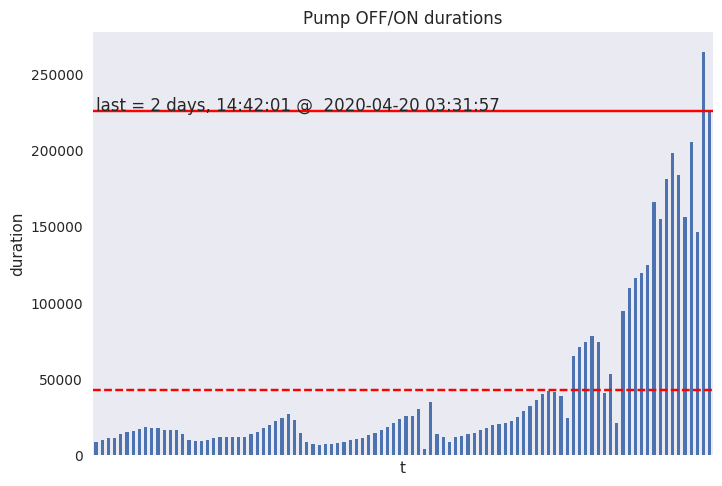 Pump OFF/ON durations
250000
last = 2 days, 14:42:01 @  2020-04-20 03:31:57
200000
150000
duration
100000
50000
0
t